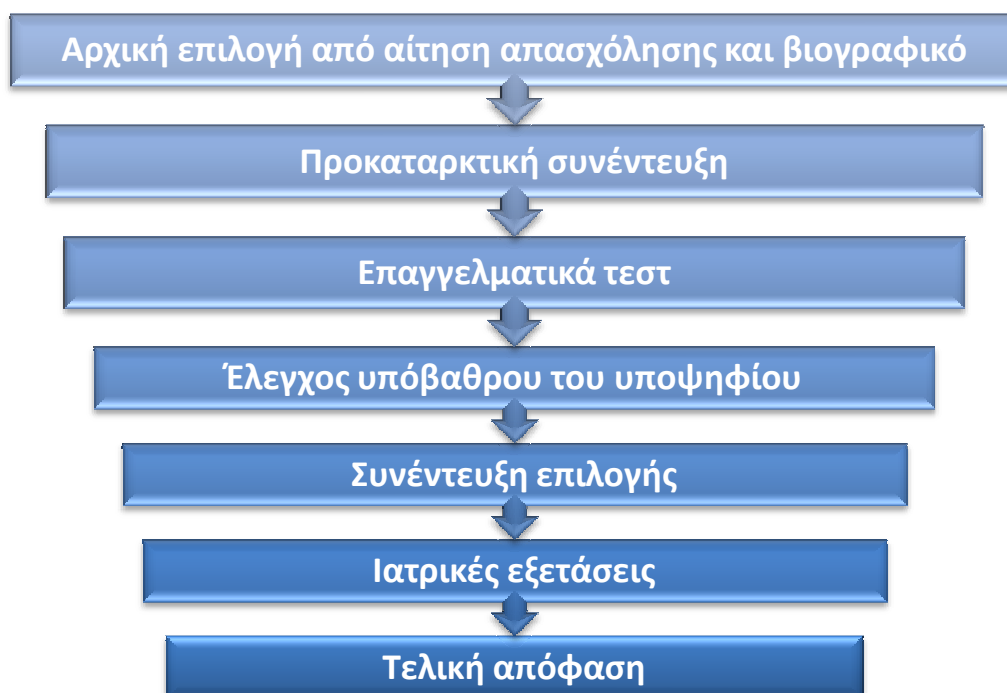 Αρχική επιλογή από αίτηση απασχόλησης και βιογραφικό
Προκαταρκτική συνέντευξη
Επαγγελματικά τεστ
Έλεγχος υπόβαθρου του υποψηφίου
Συνέντευξη επιλογής
Ιατρικές εξετάσεις
Τελική απόφαση